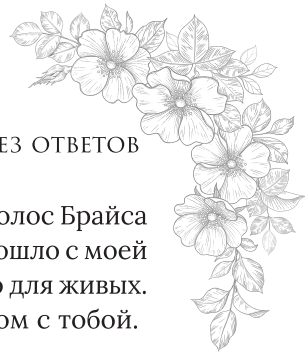 ЕЗ ОТВЕТОВ
олос Брайса
ошло с моей
о для живых.
ом с тобой.